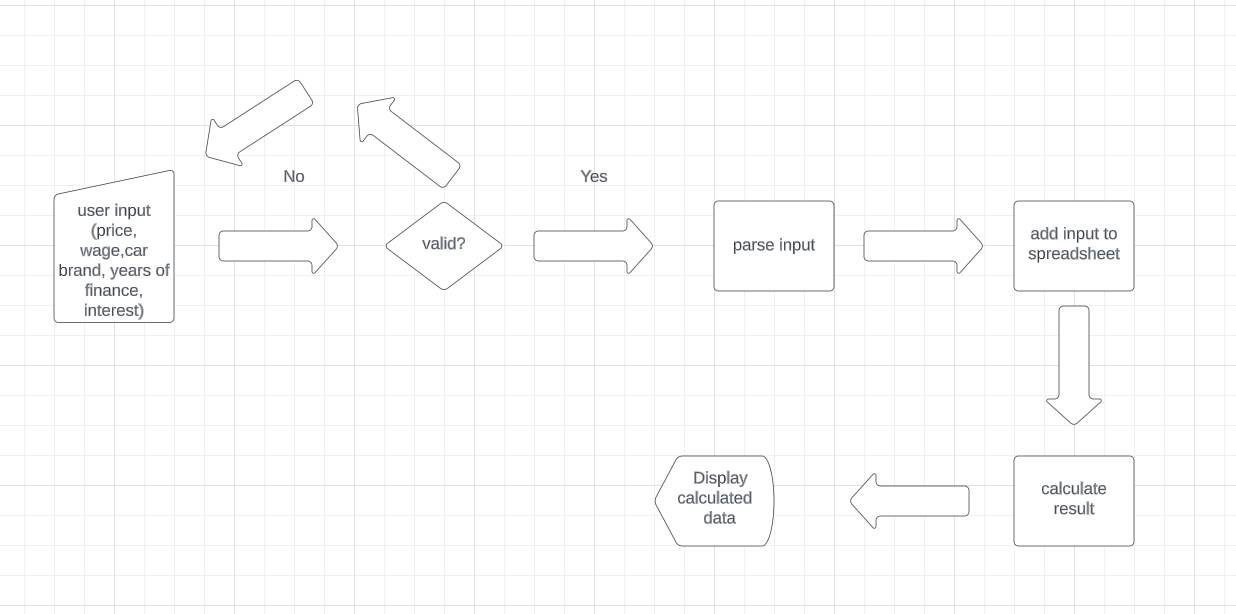 No
Yes
user input
(price,
wage,car
brand, years of
finance,
interest)
valid?
parse input
add input to
spreadsheet
Display
calculated
data
calculate
result